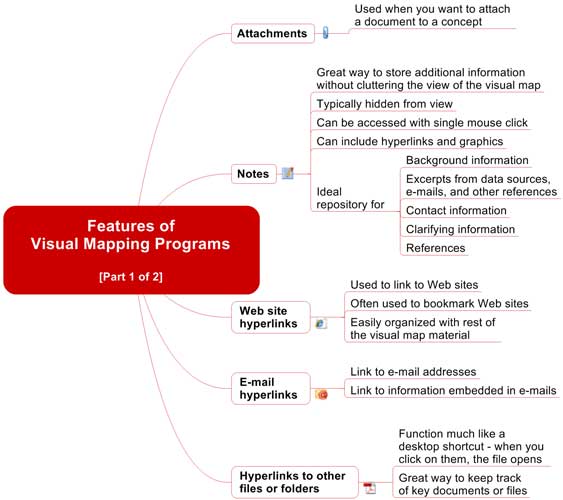 Features of
Visual Mapping Programs
[Part 1 of 2]
Attachments
Used when you want to attach
a document to a concept
Notes
Great way to store additional information
without cluttering the view of the visual map
Typically hidden from view
Can be accessed with single mouse click
Can include hyperlinks and graphics
Ideal
repository for
Background information
Excerpts from data sources,
e-mails, and other references
Contact information
Clarifying information
References
Web site
hyperlinks
Used to link to Web sites
Often used to bookmark Web sites
Easily organized with rest of
the visual map material
E-mail
hyperlinks
Link to e-mail addresses
Link to information embedded in e-mails
Hyperlinks to other
files or folders
Function much like a
desktop shortcut - when you
click on them, the file opens
Great way to keep track
of key documents or files